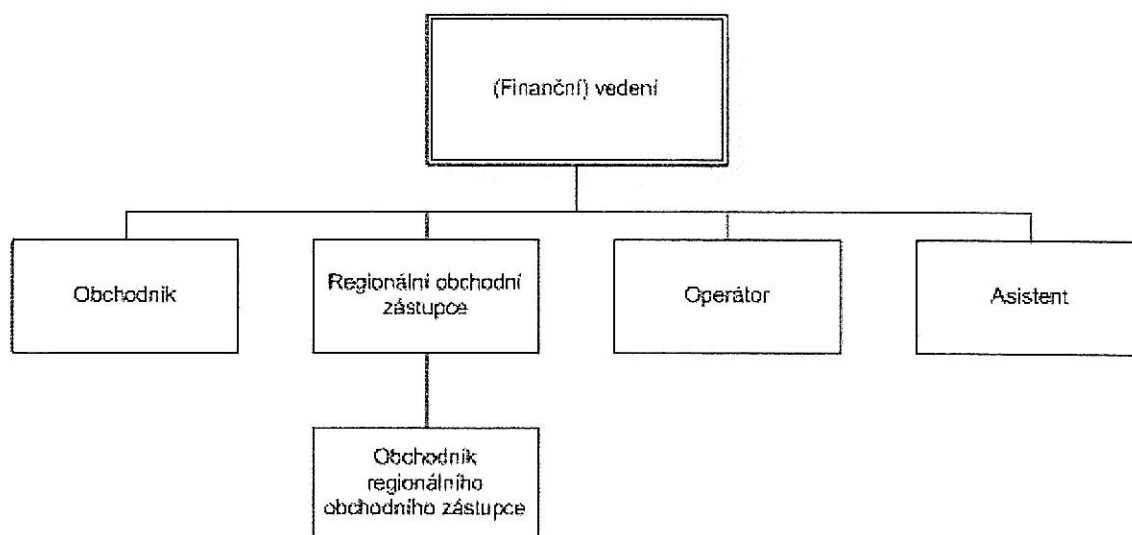 (Finanční) vedení
Obchodník
Regionální obchodní
zástupce
Operátor
Asistent
Obchodník
regionálního
obchodního zástupce